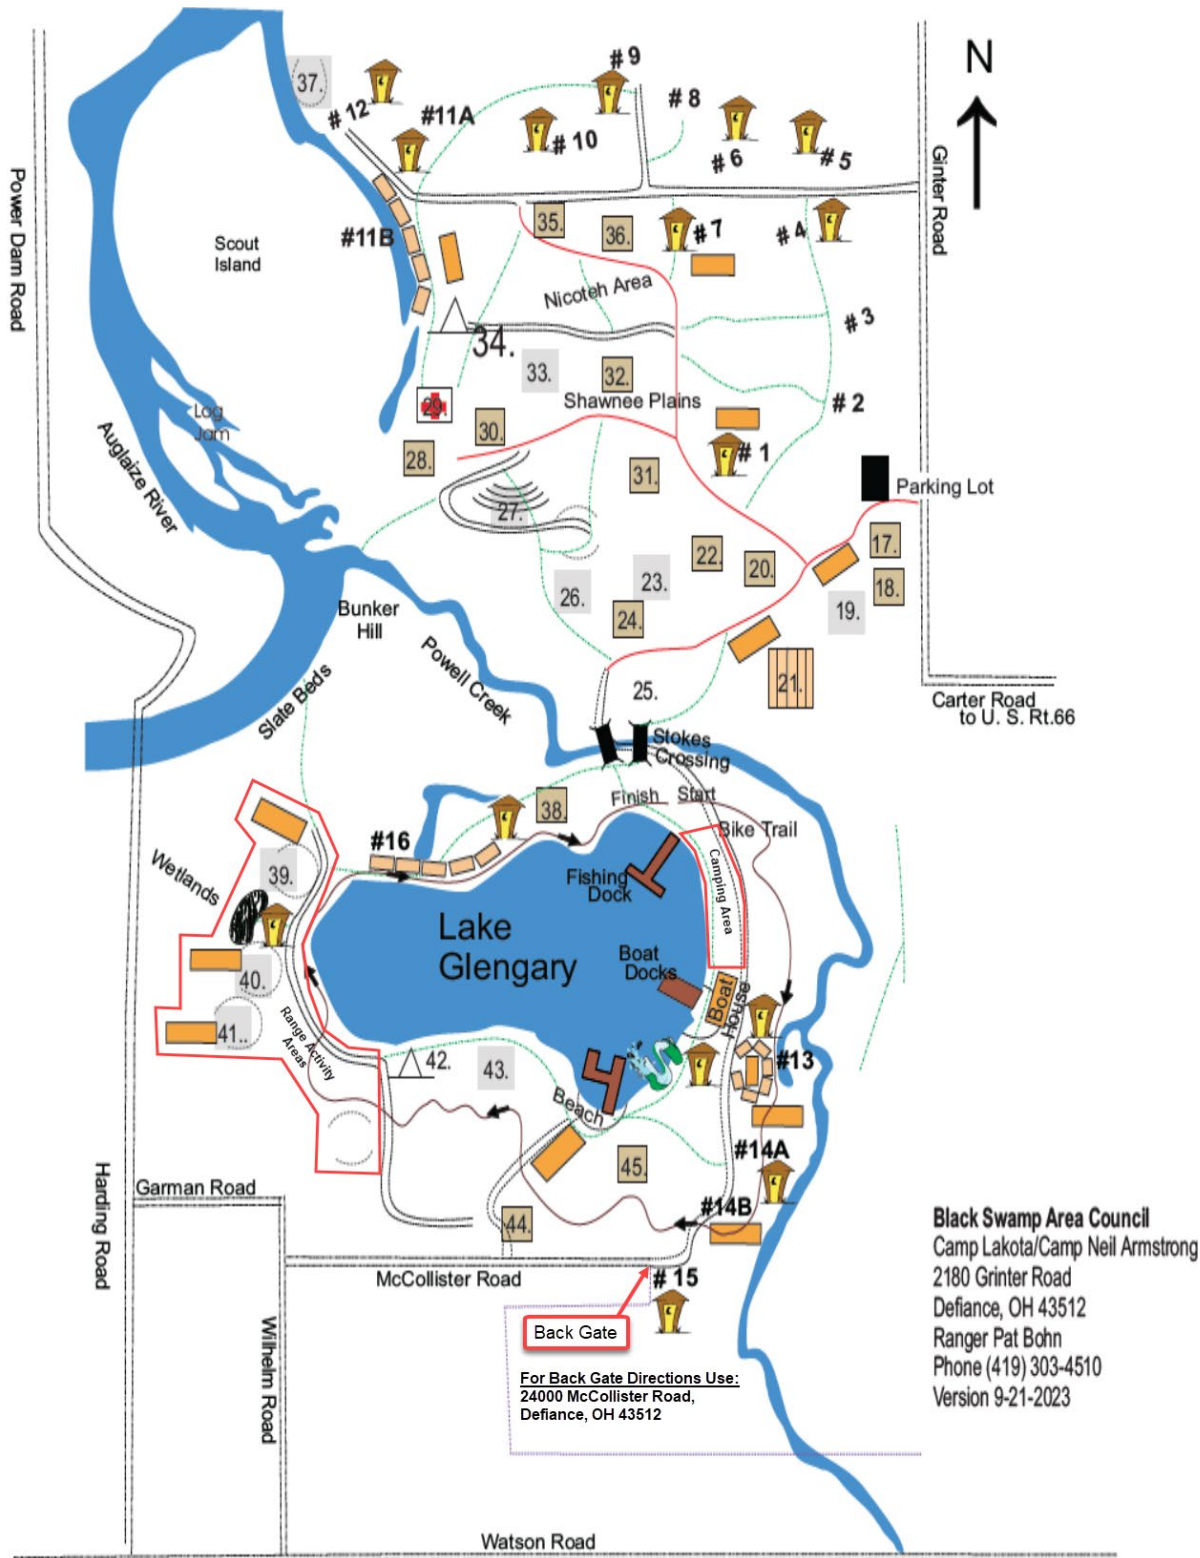 37.
# 12
#11A
# 9
# 10
# 8
# 6
# 5
N
Ginter Road
Power Dam Road
Scout
Island
#11B
35.
36.
# 7
# 4
Nicoteh Area
# 3
34.
33.
32.
Shawnee Plains
# 2
29.
30.
28.
# 1
31.
Log
Jam
Auglaize River
27.
Parking Lot
17.
18.
19.
20.
22.
23.
26.
24.
Bunker
Hill
Powell Creek
Slate Beds
25.
21.
Carter Road
to U. S. Rt.66
Stokes
Crossing
Finish
Start
Bike Trail
38.
#16
Camping Area
Fishing
Dock
Wetlands
39.
Lake
Glengary
Boat
Docks
Boat
House
40.
41..
Range Activity
Areas
42.
43.
#13
Beach
#14A
45.
#14B
44.
Harding Road
Garman Road
McCollister Road
# 15
Back Gate
For Back Gate Directions Use:
24000 McCollister Road,
Defiance, OH 43512
Wilhelm Road
Watson Road
Black Swamp Area Council
Camp Lakota/Camp Neil Armstrong
2180 Grinter Road
Defiance, OH 43512
Ranger Pat Bohn
Phone (419) 303-4510
Version 9-21-2023